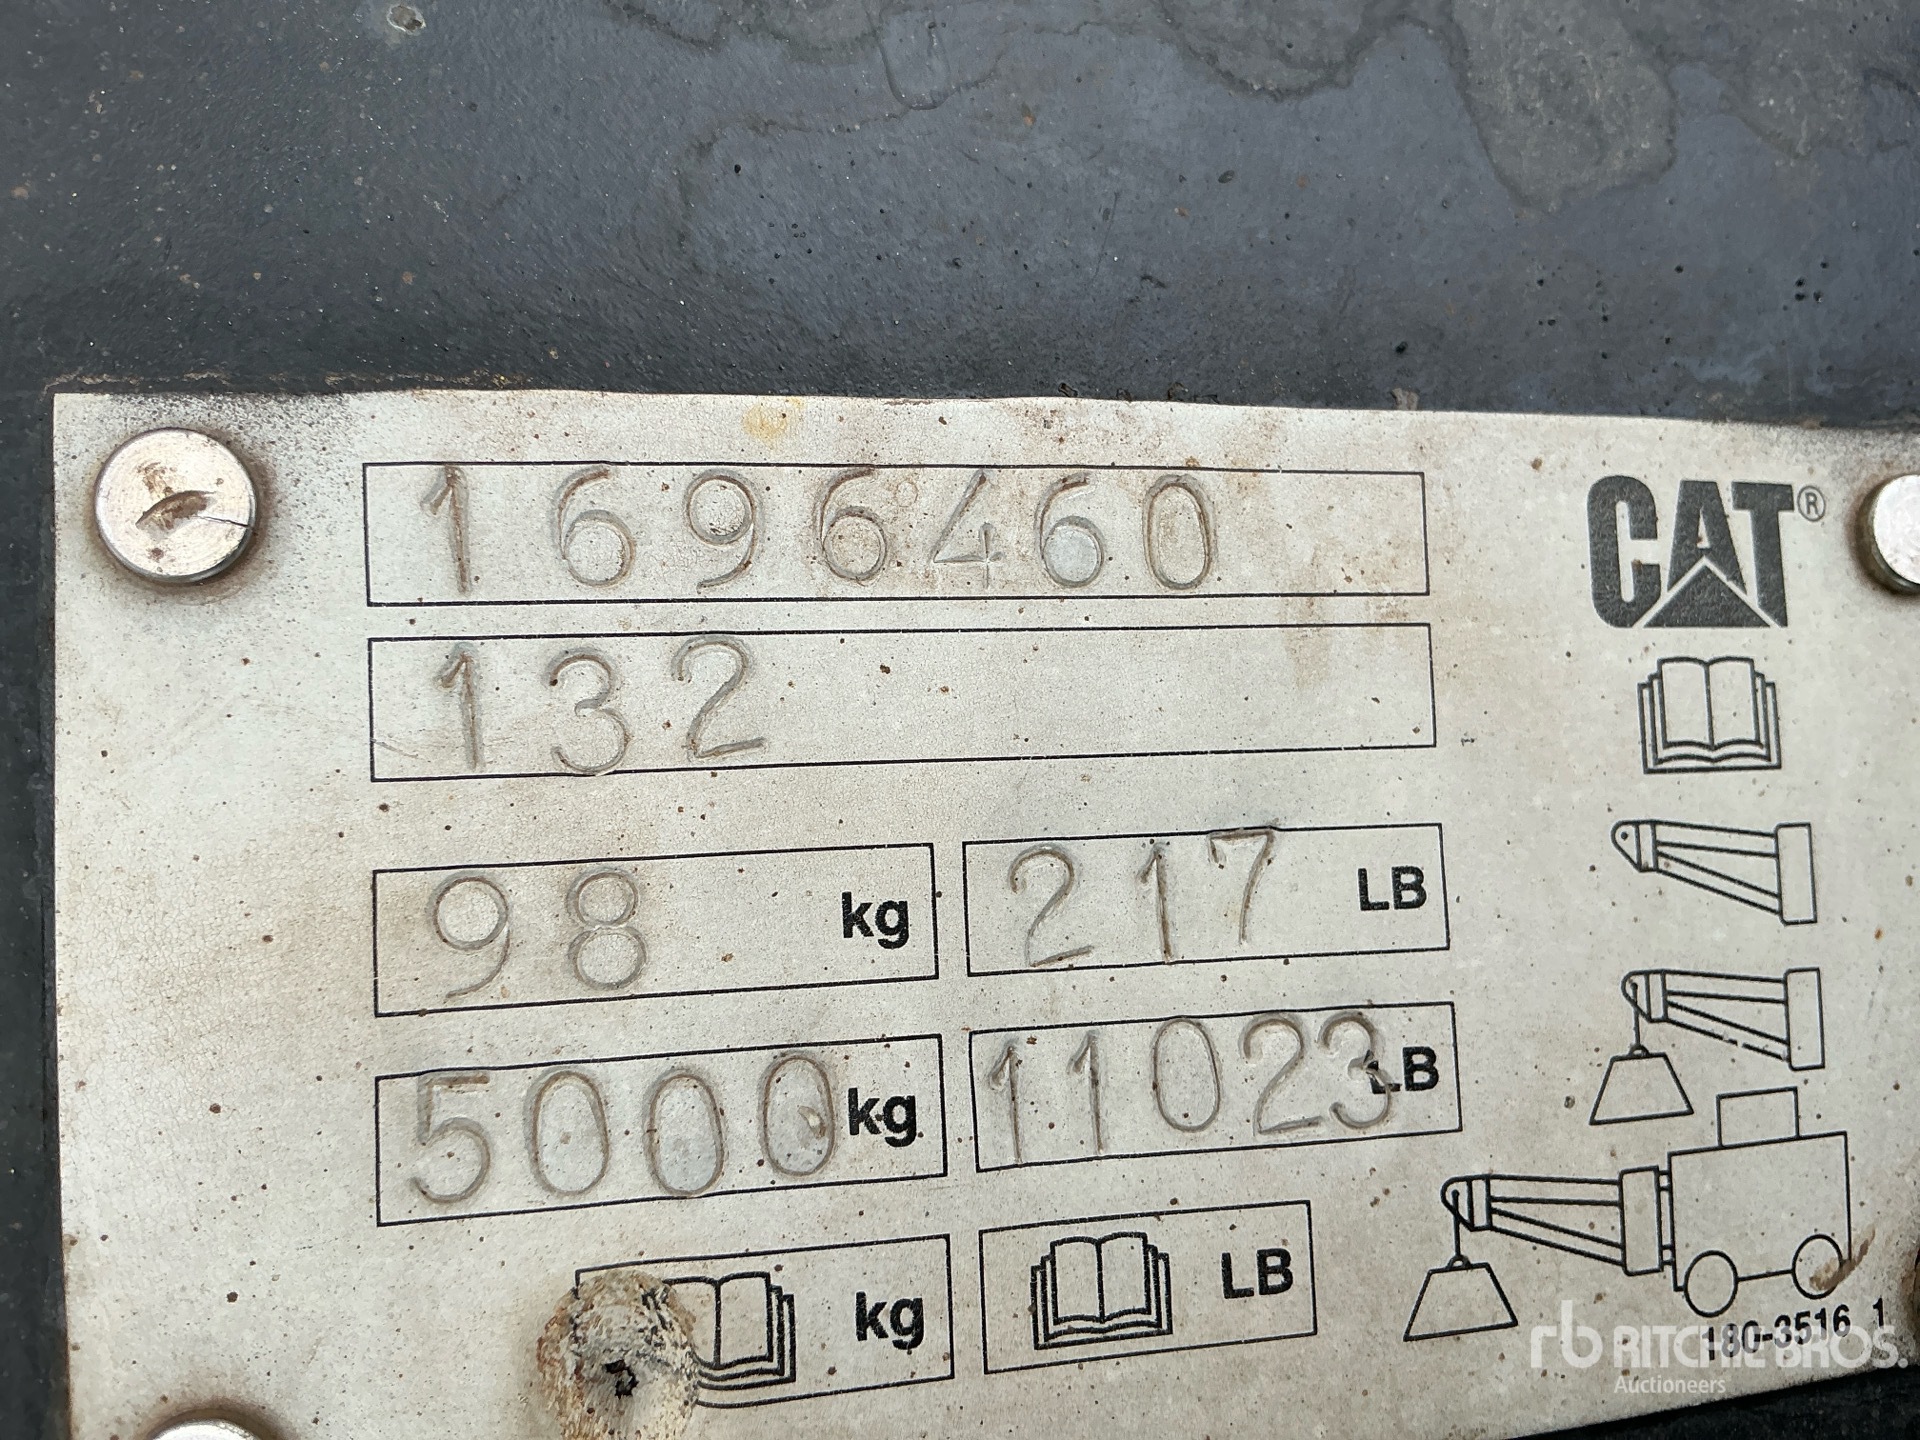 1696460
CAT®
132
98 kg 217 LB
5000 kg 11023 LB
kg LB
180-3516 1
rb RITCHIE BROS.
Auctioneers